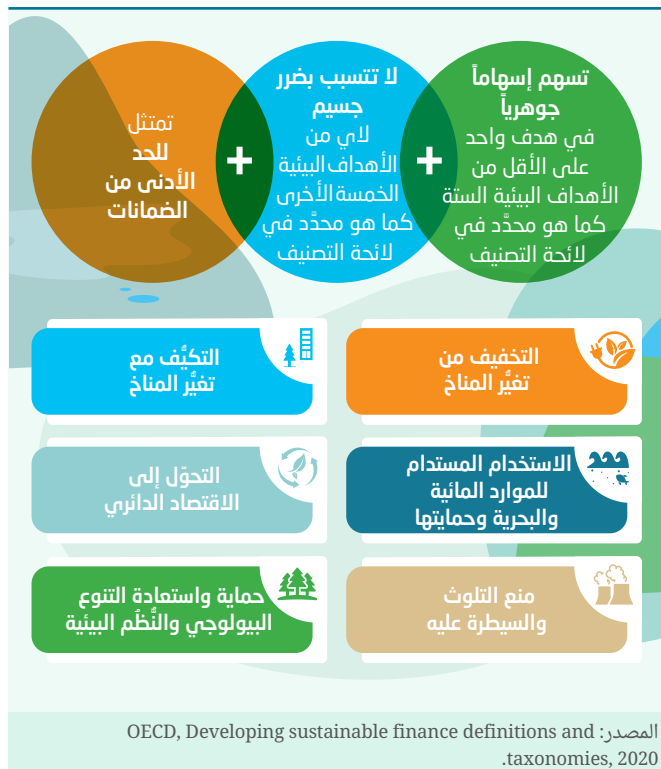 تسهم إسهاماً
جوهرياً
في هدف واحد
على الأقل من
الأهداف البيئية الستة
كما هو محدَّد في
لائحة التصنيف
+
لا تتسبب بضرر
جسيم
لاي من
الأهداف البيئية
الخمسة الأخرى
كما هو محدَّد في
لائحة التصنيف
+
تمتثل
للحد
الأدنى من
الضمانات
التخفيف من
تغيُّر المناخ
التكيُّف مع
تغيُّر المناخ
الاستخدام المستدام
للموارد المائية
والبحرية وحمايتها
التحوّل إلى
الاقتصاد الدائري
منع التلوث
والسيطرة عليه
حماية واستعادة التنوع
البيولوجي والنُّظُم البيئية
المصدر: OECD, Developing sustainable finance definitions and
taxonomies, 2020.